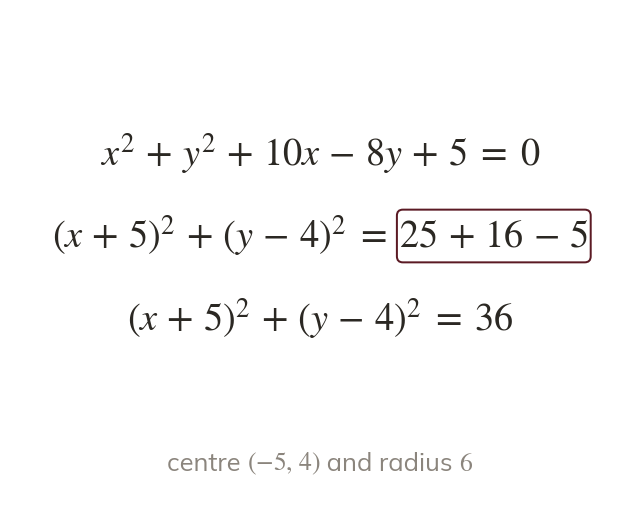 x² + y² + 10x − 8y + 5 = 0
(x + 5)² + (y − 4)² = 25 + 16 − 5
(x + 5)² + (y − 4)² = 36
centre (−5, 4) and radius 6